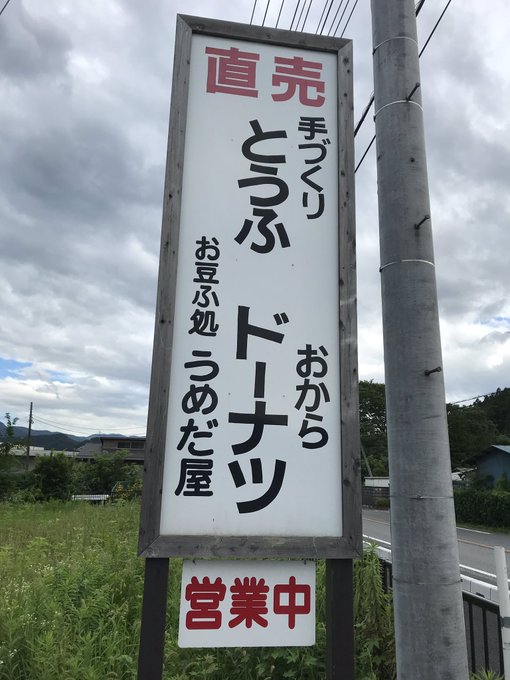 直売
手づくり
とうふ
おから
ドーナツ
お豆ふ処
うめだ屋
営業中